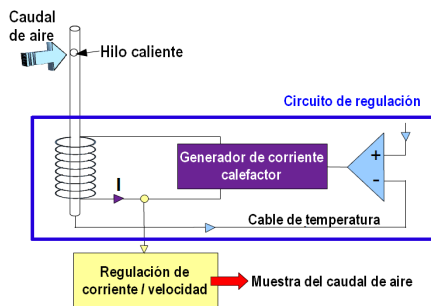 Caudal
de aire
Hilo caliente
Circuito de regulación
Generador de corriente
calefactor
+
-
I
Cable de temperatura
Regulación de
corriente / velocidad
Muestra del caudal de aire